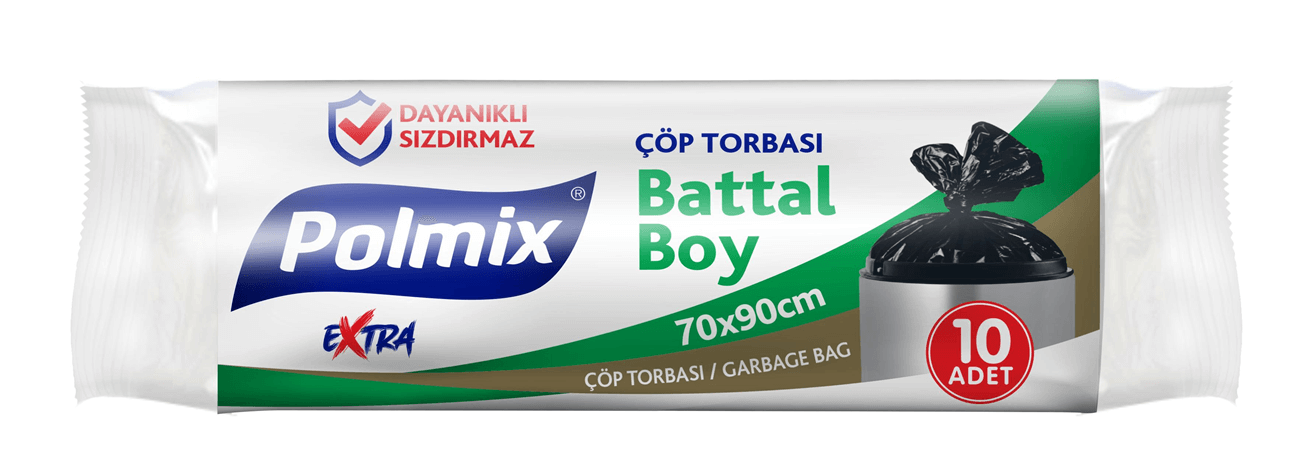 DAYANIKLI
SIZDIRMAZ
Polmix®
EXTRA
ÇÖP TORBASI
Battal
Boy
70x90cm
ÇÖP TORBASI / GARBAGE BAG
10
ADET